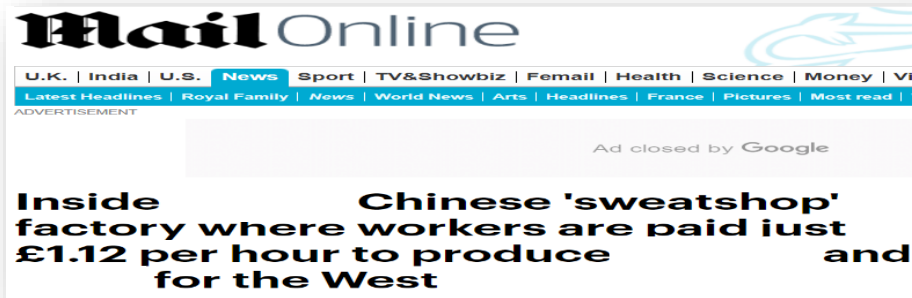 Mail Online
U.K. | India | U.S. News Sport | TV&Showbiz | Femail | Health | Science | Money |
Latest Headlines | Royal Family | News | World News | Arts | Headlines | France | Pictures | Most read |
ADVERTISEMENT
Ad closed by Google
Inside Chinese 'sweatshop'
factory where workers are paid just
£1.12 per hour to produce and
for the West